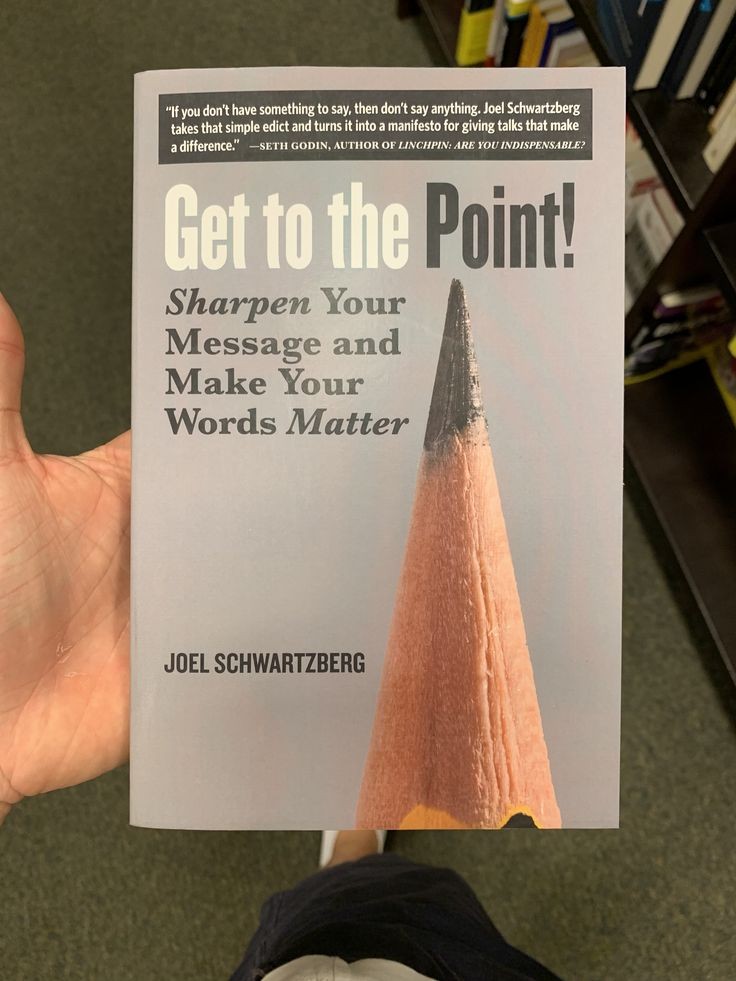 “If you don’t have something to say, then don’t say anything. Joel Schwartzberg
takes that simple edict and turns it into a manifesto for giving talks that make
a difference.” —SETH GODIN, AUTHOR OF LINCHPIN: ARE YOU INDISPENSABLE?
Get to the Point!
Sharpen Your
Message and
Make Your
Words Matter
JOEL SCHWARTZBERG